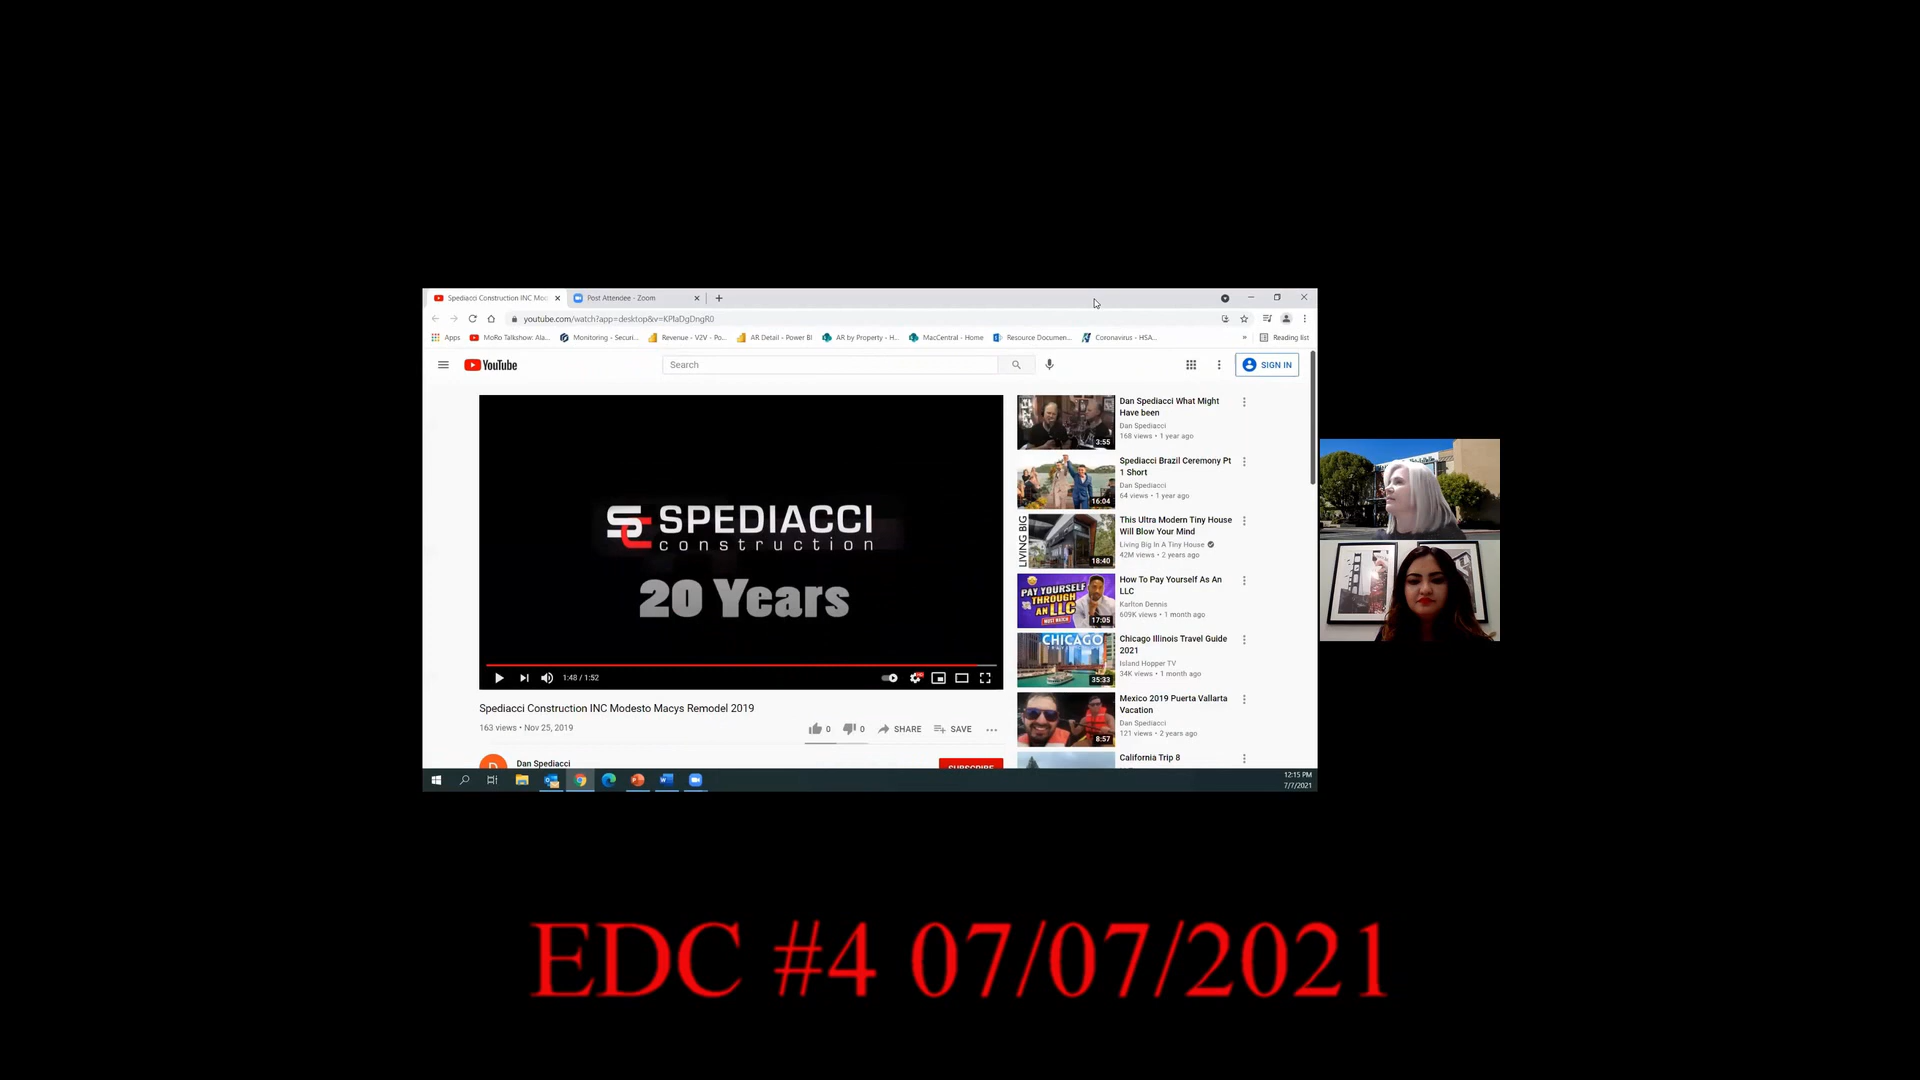 Spediacci Construction INC Mod
Post Attendee - Zoom
youtube.com/watch?app=desktop&v=KPlaDgDngR0
Apps
MoRo Talkshow: Ala...
Monitoring - Securi...
Revenue - V2V - Po...
AR Detail - Power BI
AR by Property - H...
MacCentral - Home
Resource Documen...
Coronavirus - HSA...
»
Reading list
YouTube
Search
SIGN IN
SC SPEDIACCI
construction
20 Years
1:48 / 1:52
Spediacci Construction INC Modesto Macys Remodel 2019
163 views • Nov 25, 2019
0
0
SHARE
SAVE
D
Dan Spediacci
SUBSCRIBE
3:55
Dan Spediacci What Might
Have been
Dan Spediacci
168 views • 1 year ago
16:04
Spediacci Brazil Ceremony Pt
1 Short
Dan Spediacci
64 views • 1 year ago
LIVING BIG
18:40
This Ultra Modern Tiny House
Will Blow Your Mind
Living Big In A Tiny House
42M views • 2 years ago
PAY YOURSELF
THROUGH
AN LLC
MUST WATCH
17:05
How To Pay Yourself As An
LLC
Karlton Dennis
609K views • 1 month ago
CHICAGO
35:33
Chicago Illinois Travel Guide
2021
Island Hopper TV
34K views • 1 month ago
8:57
Mexico 2019 Puerta Vallarta
Vacation
Dan Spediacci
121 views • 2 years ago
California Trip 8
12:15 PM
7/7/2021
EDC #4 07/07/2021